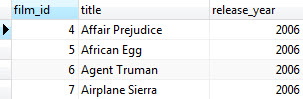 film_id title release_year
4 Affair Prejudice 2006
5 African Egg 2006
6 Agent Truman 2006
7 Airplane Sierra 2006